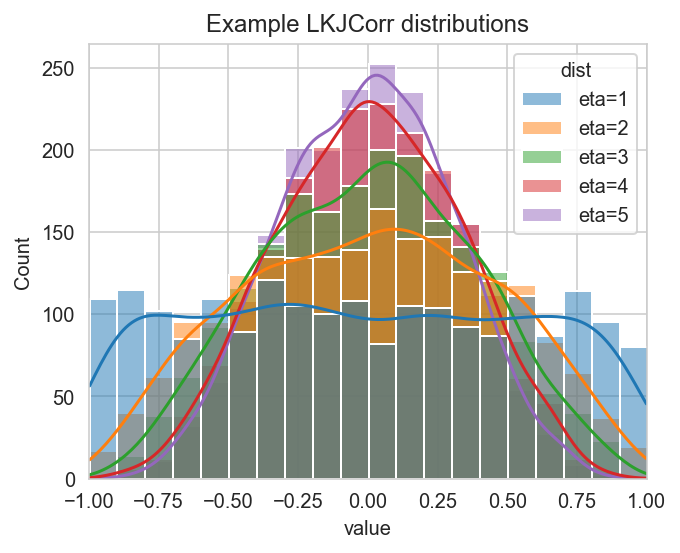 Example LKJCorr distributions
250
200
150
100
50
0
Count
dist
eta=1
eta=2
eta=3
eta=4
eta=5
−1.00 −0.75 −0.50 −0.25 0.00 0.25 0.50 0.75 1.00
value